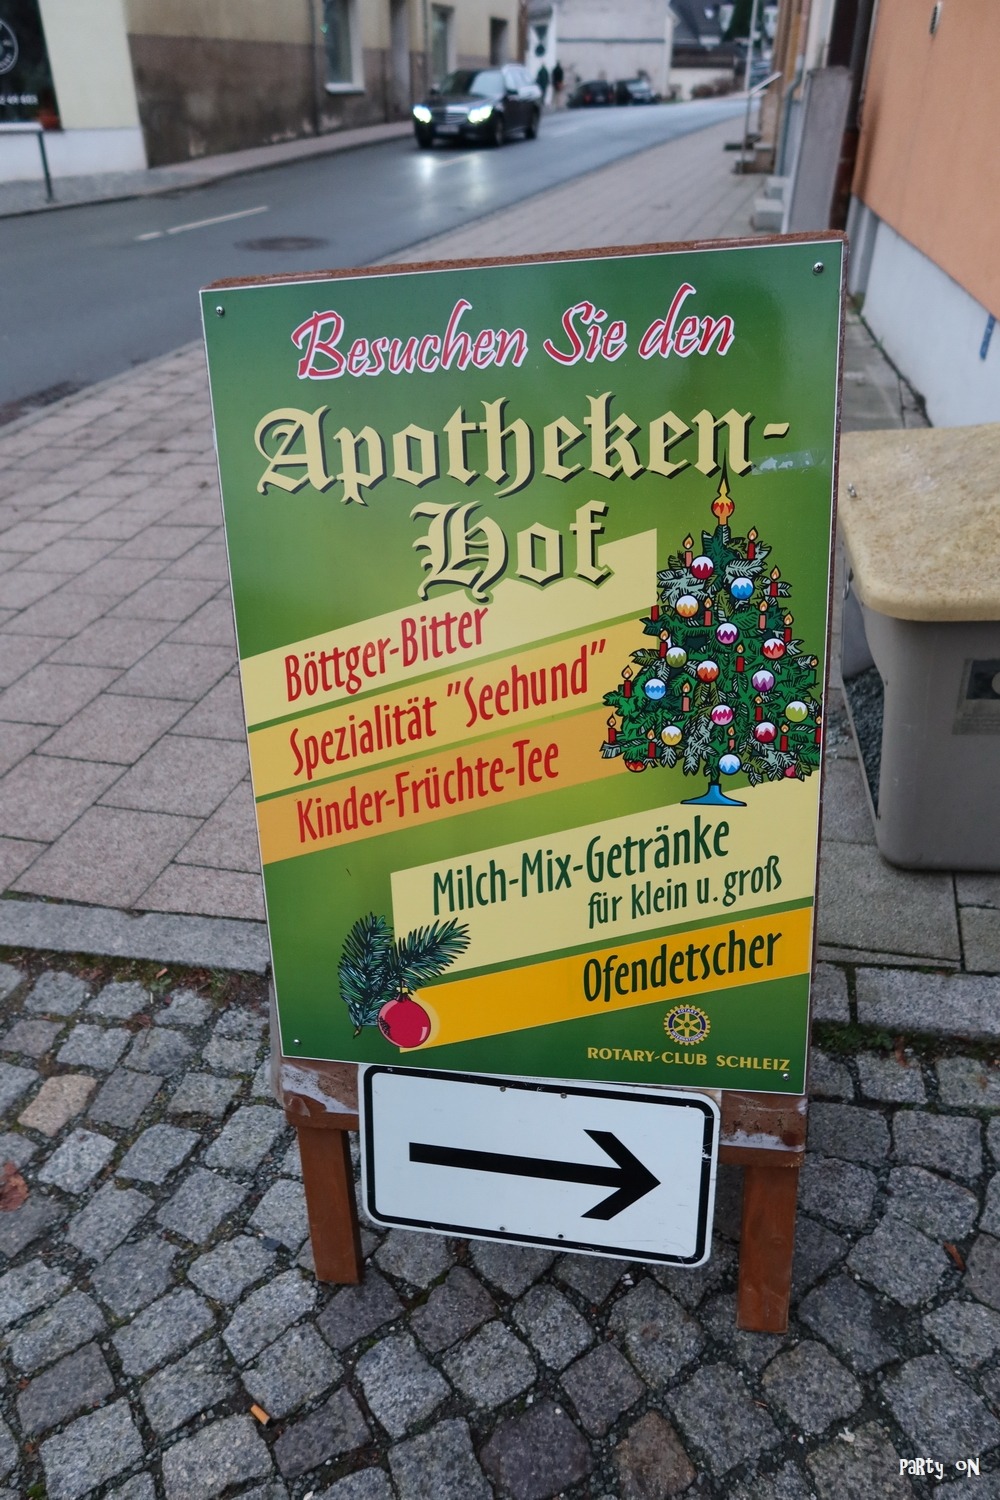 Besuchen Sie den
Apotheken-
Hof
Böttger-Bitter
Spezialität "Seehund"
Kinder-Früchte-Tee
Milch-Mix-Getränke
für klein u. groß
Ofendetscher
ROTARY-CLUB SCHLEIZ
PaRty oN